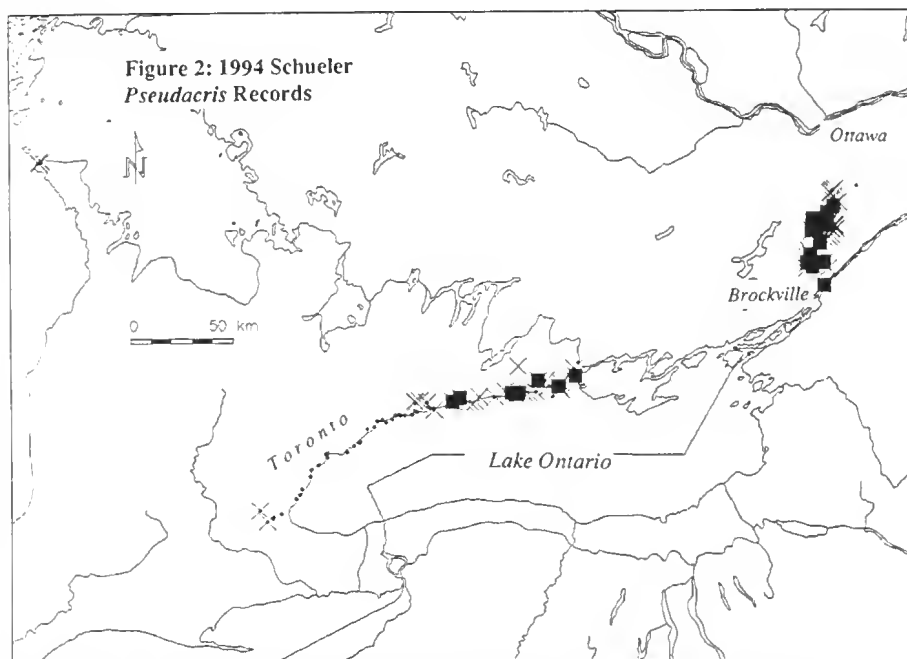 Figure 2: 1994 Schueler
Pseudacris Records
Ottawa
N
Brockville
0 50 km
Toronto
Lake Ontario